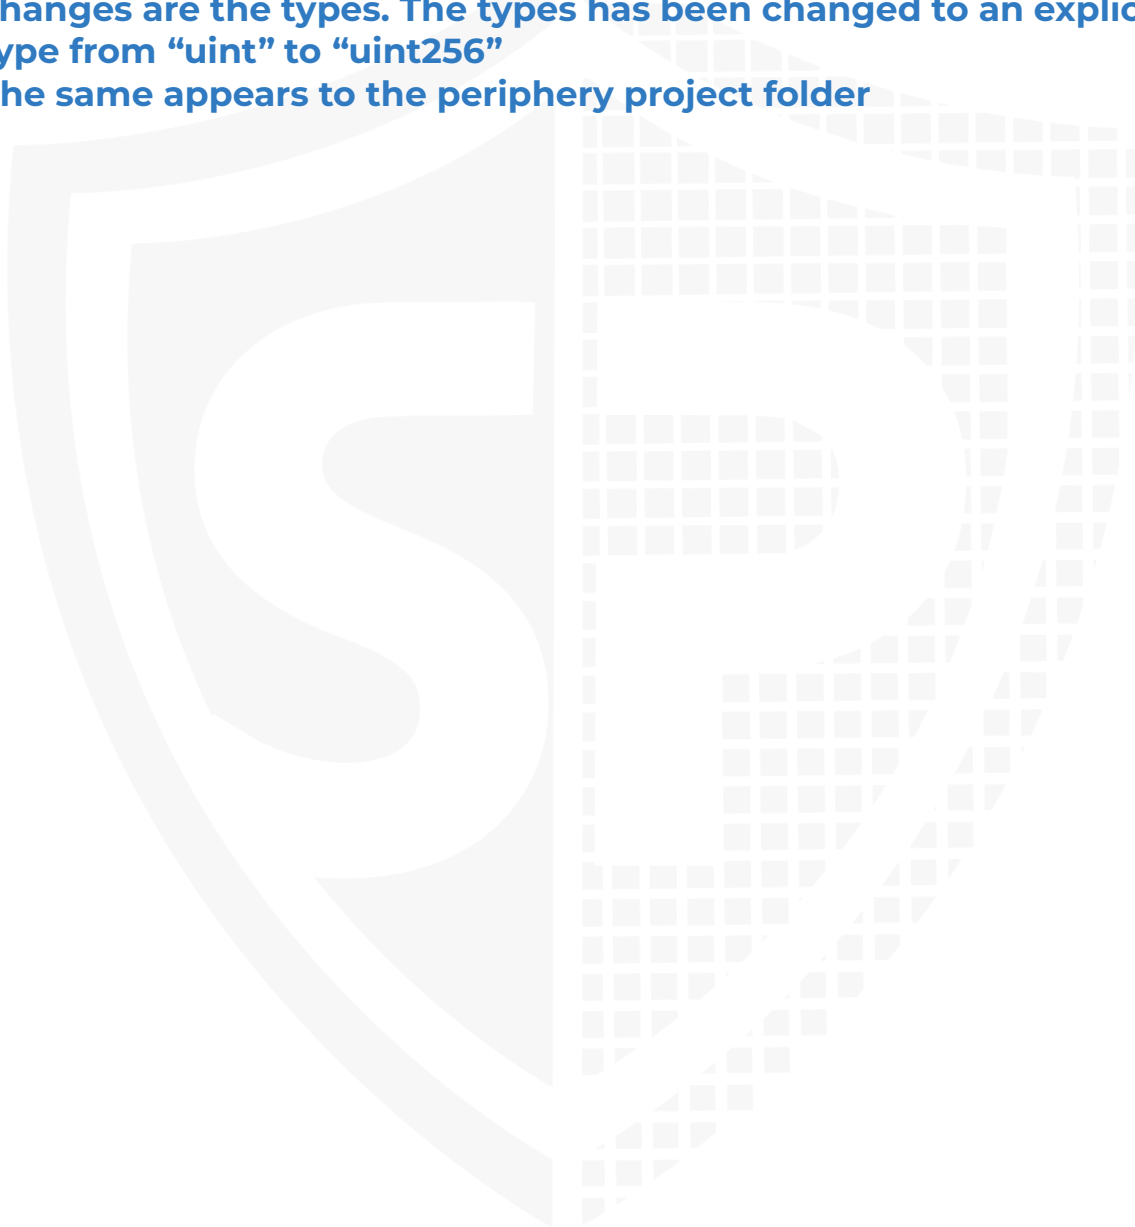 hanges are the types. The types has been changed to an explic
ype from “uint” to “uint256”
he same appears to the periphery project folder
SP